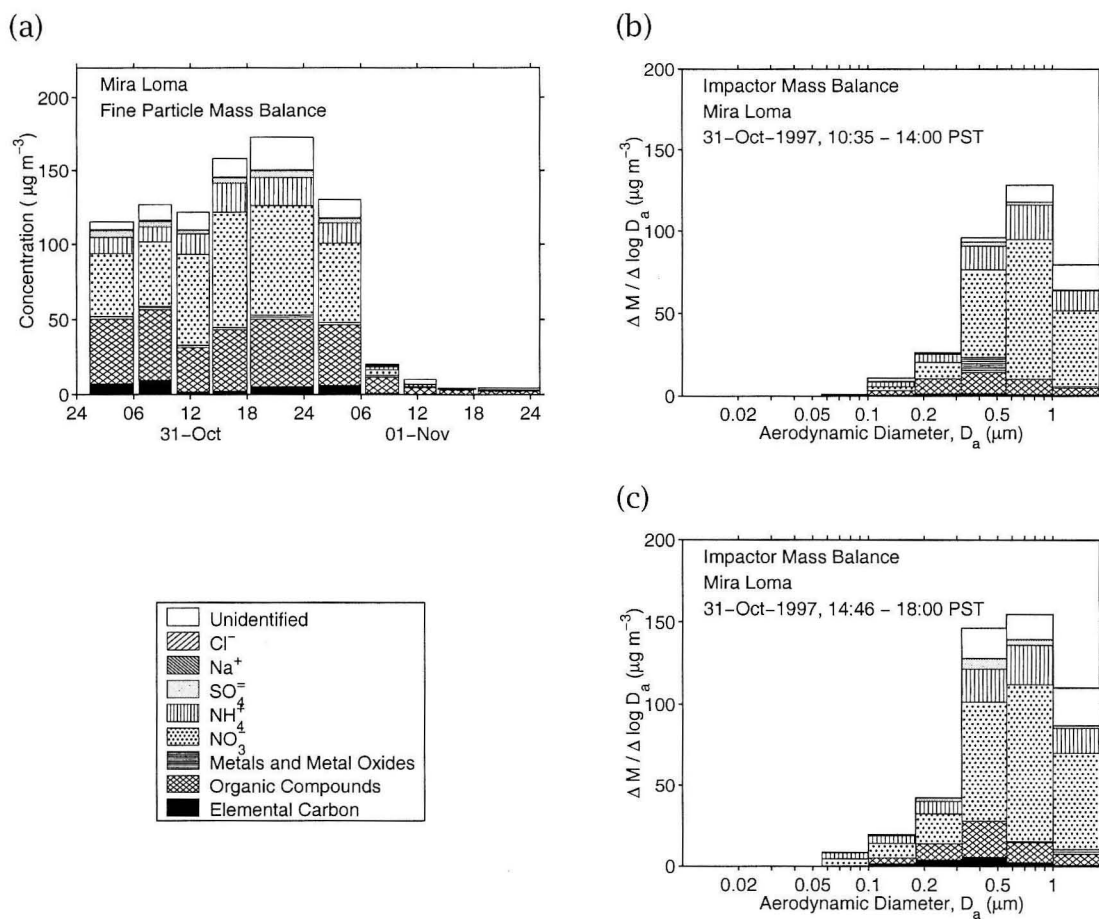 (a)
Mira Loma
Fine Particle Mass Balance
Concentration ( μg m⁻³)
200
150
100
50
0
24 06 12 18 24 06 12 18 24
31−Oct 01−Nov
(b)
Impactor Mass Balance
Mira Loma
31−Oct−1997, 10:35 − 14:00 PST
Δ M / Δ log Dₐ (μg m⁻³)
200
150
100
50
0
0.02 0.05 0.1 0.2 0.5 1
Aerodynamic Diameter, Dₐ (μm)
(c)
Impactor Mass Balance
Mira Loma
31−Oct−1997, 14:46 − 18:00 PST
Δ M / Δ log Dₐ (μg m⁻³)
200
150
100
50
0
0.02 0.05 0.1 0.2 0.5 1
Aerodynamic Diameter, Dₐ (μm)
Unidentified
Cl⁻
Na⁺
SO₄⁼
NH₄⁺
NO₃⁻
Metals and Metal Oxides
Organic Compounds
Elemental Carbon